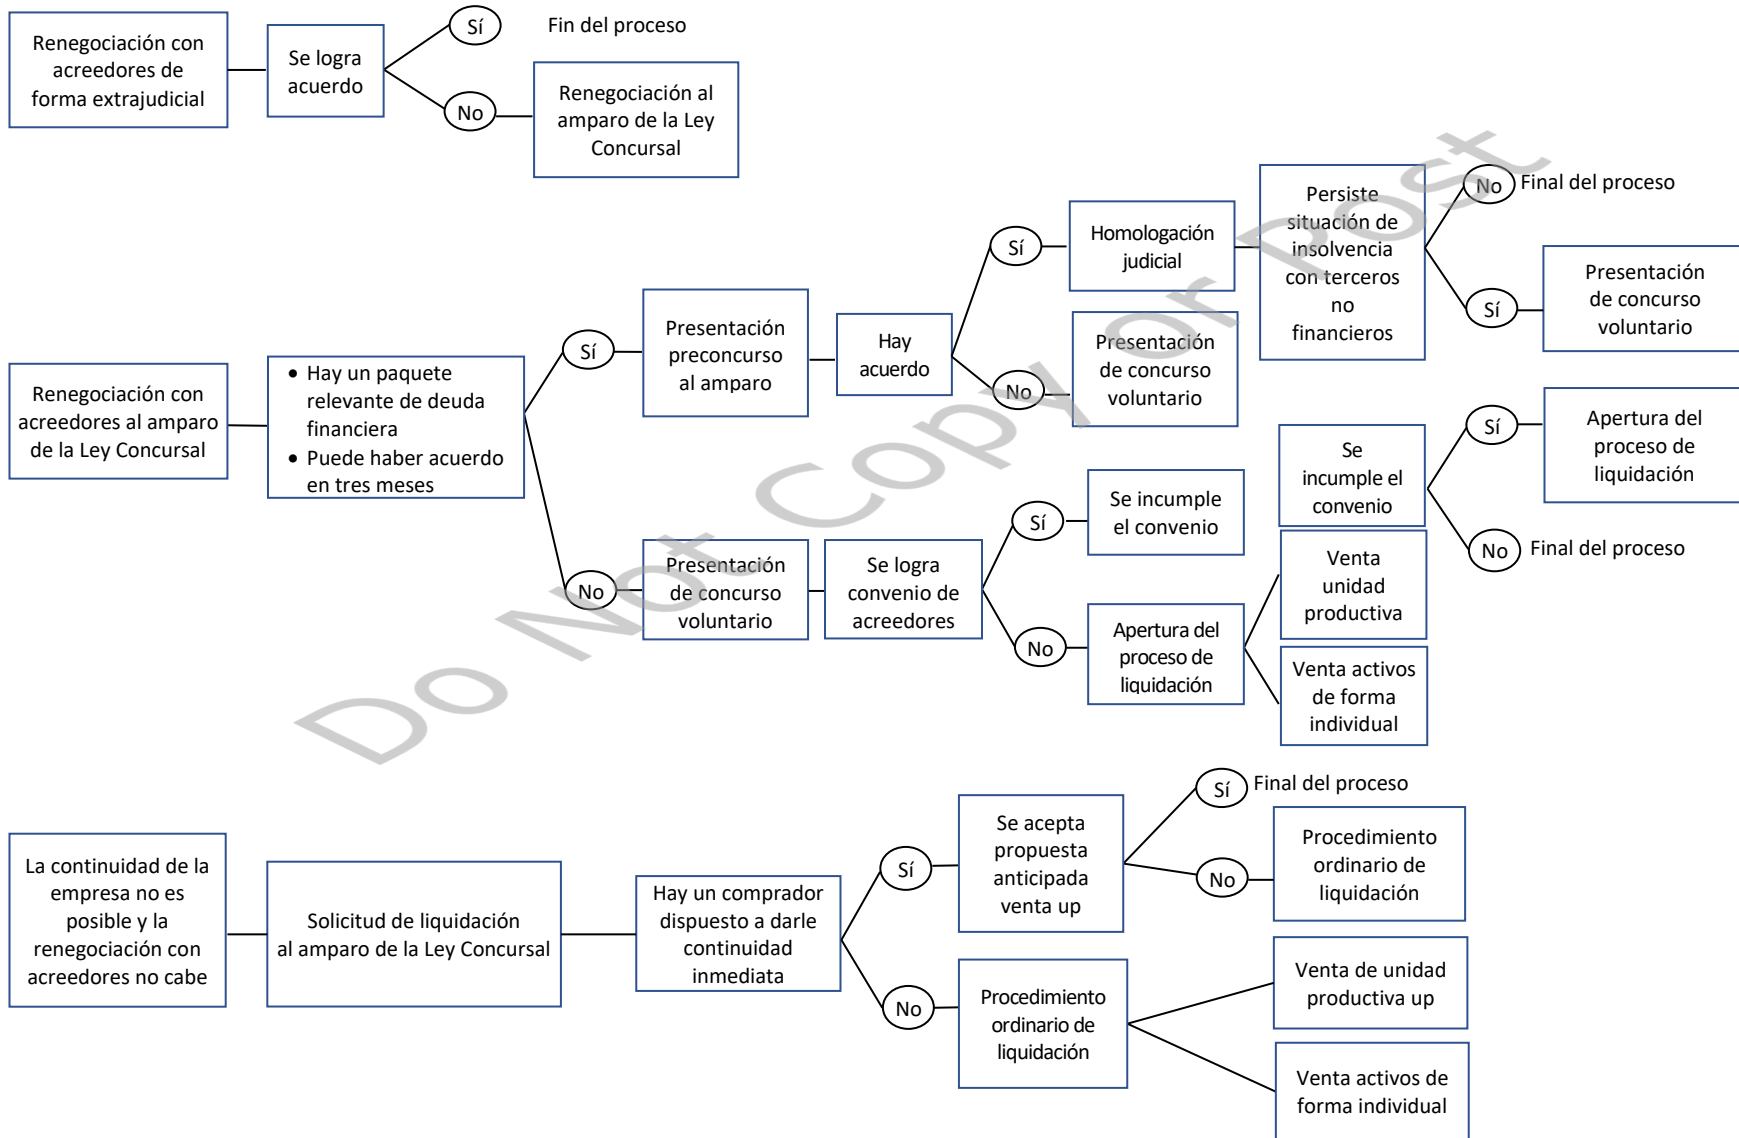 Renegociación con
acreedores de
forma extrajudicial
Se logra
acuerdo
Sí
Fin del proceso
No
Renegociación al
amparo de la Ley
Concursal
Renegociación con
acreedores al amparo
de la Ley Concursal
• Hay un paquete
relevante de deuda
financiera
• Puede haber acuerdo
en tres meses
Sí
Presentación
preconcurso
al amparo
Hay
acuerdo
Sí
Homologación
judicial
Persiste
situación de
insolvencia
con terceros
no
financieros
No
Final del proceso
Sí
Presentación
de concurso
voluntario
No
Presentación
de concurso
voluntario
No
Presentación
de concurso
voluntario
Se logra
convenio de
acreedores
Sí
Se incumple
el convenio
Se
incumple el
convenio
Sí
Apertura del
proceso de
liquidación
No
Final del proceso
No
Apertura del
proceso de
liquidación
Venta
unidad
productiva
Venta activos
de forma
individual
La continuidad de la
empresa no es
posible y la
renegociación con
acreedores no cabe
Solicitud de liquidación
al amparo de la Ley Concursal
Hay un comprador
dispuesto a darle
continuidad
inmediata
Sí
Se acepta
propuesta
anticipada
venta up
Sí
Final del proceso
No
Procedimiento
ordinario de
liquidación
No
Procedimiento
ordinario de
liquidación
Venta de unidad
productiva up
Venta activos de
forma individual
Do Not Copy or Post